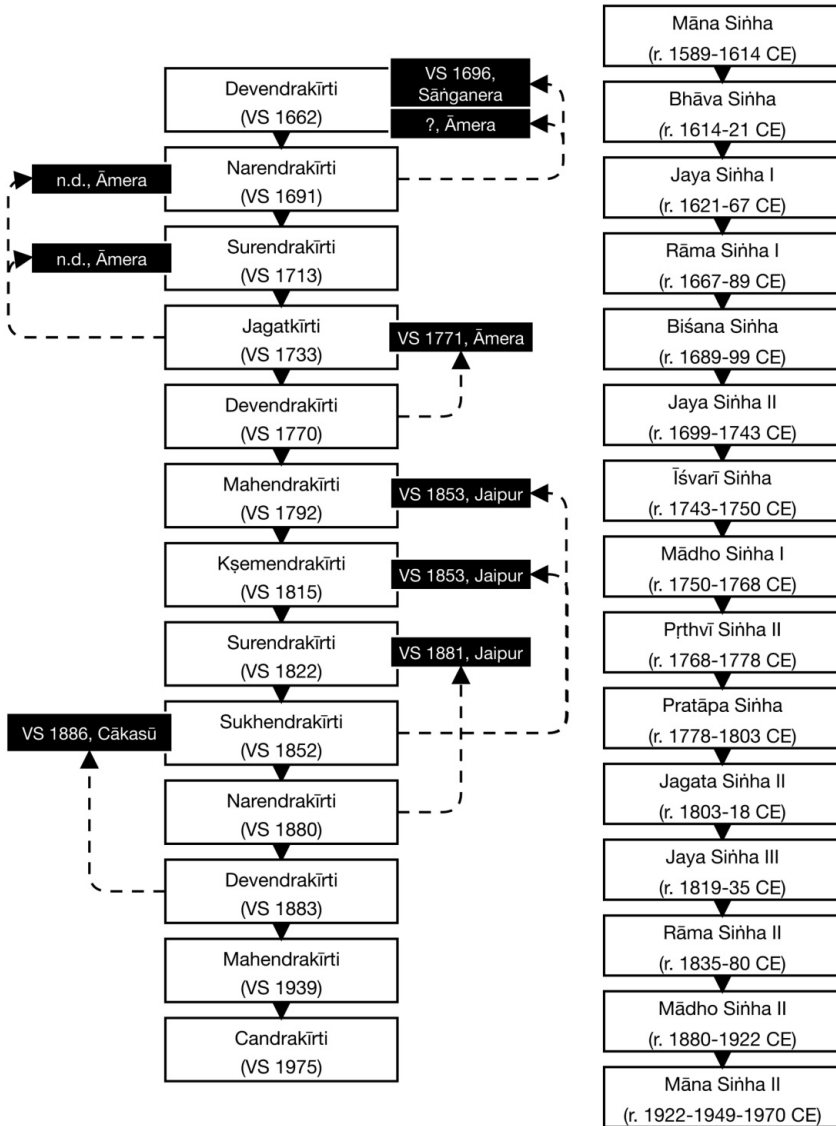 Devendrakīrti
(VS 1662)
VS 1696,
Sāṅganera
?, Āmera
Narendrakīrti
(VS 1691)
n.d., Āmera
Surendrakīrti
(VS 1713)
n.d., Āmera
Jagatkīrti
(VS 1733)
VS 1771, Āmera
Devendrakīrti
(VS 1770)
Mahendrakīrti
(VS 1792)
VS 1853, Jaipur
Kṣemendrakīrti
(VS 1815)
VS 1853, Jaipur
Surendrakīrti
(VS 1822)
VS 1881, Jaipur
Sukhendrakīrti
(VS 1852)
VS 1886, Cākasū
Narendrakīrti
(VS 1880)
Devendrakīrti
(VS 1883)
Mahendrakīrti
(VS 1939)
Candrakīrti
(VS 1975)
Māna Siṅha
(r. 1589-1614 CE)
Bhāva Siṅha
(r. 1614-21 CE)
Jaya Siṅha I
(r. 1621-67 CE)
Rāma Siṅha I
(r. 1667-89 CE)
Biśana Siṅha
(r. 1689-99 CE)
Jaya Siṅha II
(r. 1699-1743 CE)
Īśvarī Siṅha
(r. 1743-1750 CE)
Mādho Siṅha I
(r. 1750-1768 CE)
Pṛthvī Siṅha II
(r. 1768-1778 CE)
Pratāpa Siṅha
(r. 1778-1803 CE)
Jagata Siṅha II
(r. 1803-18 CE)
Jaya Siṅha III
(r. 1819-35 CE)
Rāma Siṅha II
(r. 1835-80 CE)
Mādho Siṅha II
(r. 1880-1922 CE)
Māna Siṅha II
(r. 1922-1949-1970 CE)